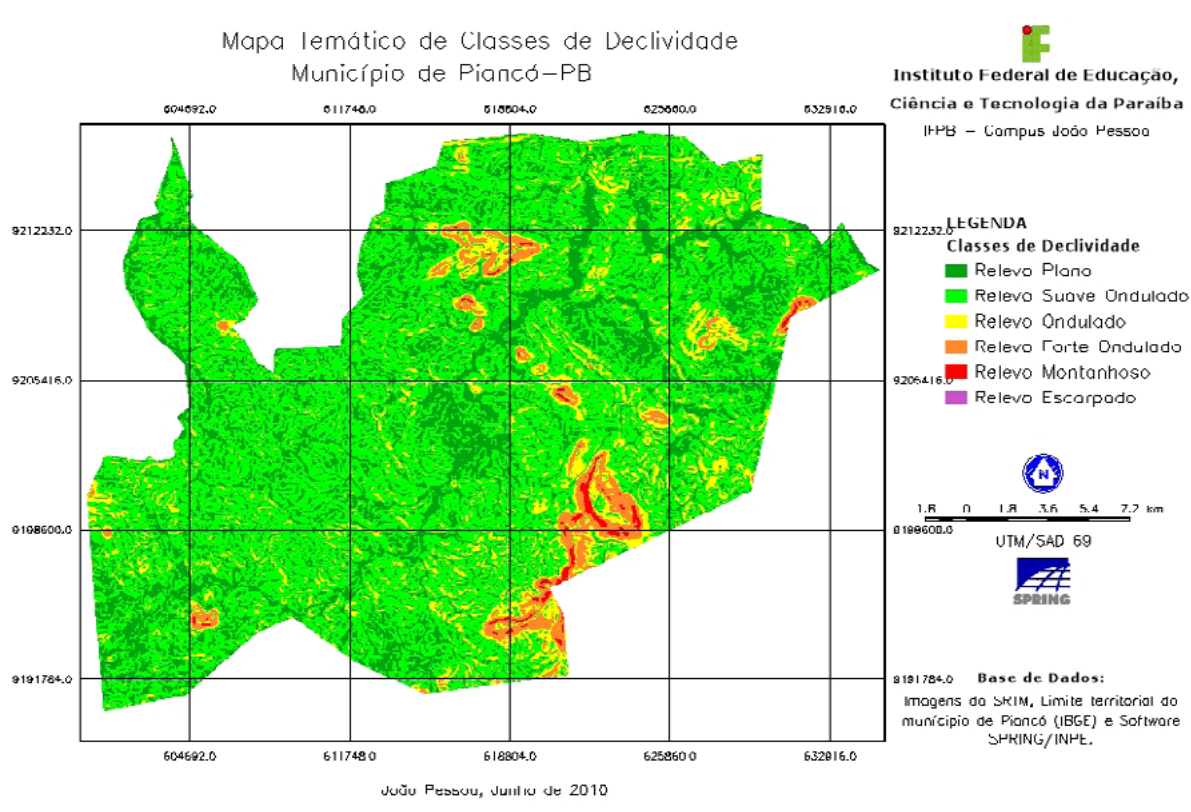 Mapa Temático de Classes de Declividade
Município de Piancó-PB
Instituto Federal de Educação,
Ciência e Tecnologia da Paraíba
IFPB - Campus João Pessoa
604692.0 611748.0 618804.0 625860.0 632916.0
9212232.0 9212232.0
LEGENDA
Classes de Declividade
Relevo Plano
Relevo Suave Ondulado
Relevo Ondulado
Relevo Forte Ondulado
Relevo Montanhoso
Relevo Escarpado
9205416.0 9205416.0
N
1.8 0 1.8 3.6 5.4 7.2 km
9198600.0 9198600.0
UTM/SAD 69
SPRING
9191784.0 9191784.0
Base de Dados:
Imagens da SRTM, Limite territorial do
município de Piancó (IBGE) e Software
SPRING/INPE.
604692.0 611748.0 618804.0 625860.0 632916.0
João Pessoa, Junho de 2010